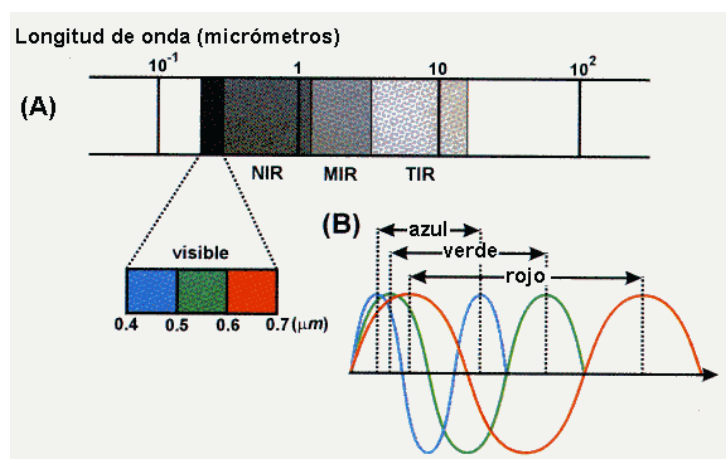 Longitud de onda (micrómetros)
10⁻¹ 1 10 10²
(A)
NIR MIR TIR
(B)
azul
verde
rojo
visible
0.4 0.5 0.6 0.7 (µm)